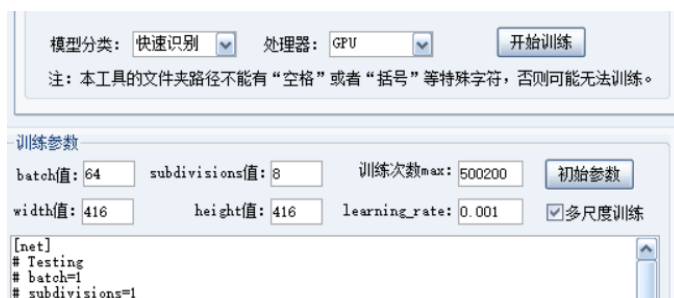 模型分类: 快速识别 处理器: GPU 开始训练
注: 本工具的文件夹路径不能有“空格”或者“括号”等特殊字符, 否则可能无法训练。
训练参数
batch值: 64 subdivisions值: 8 训练次数max: 500200 初始参数
width值: 416 height值: 416 learning_rate: 0.001 多尺度训练
[net]
# Testing
# batch=1
# subdivisions=1